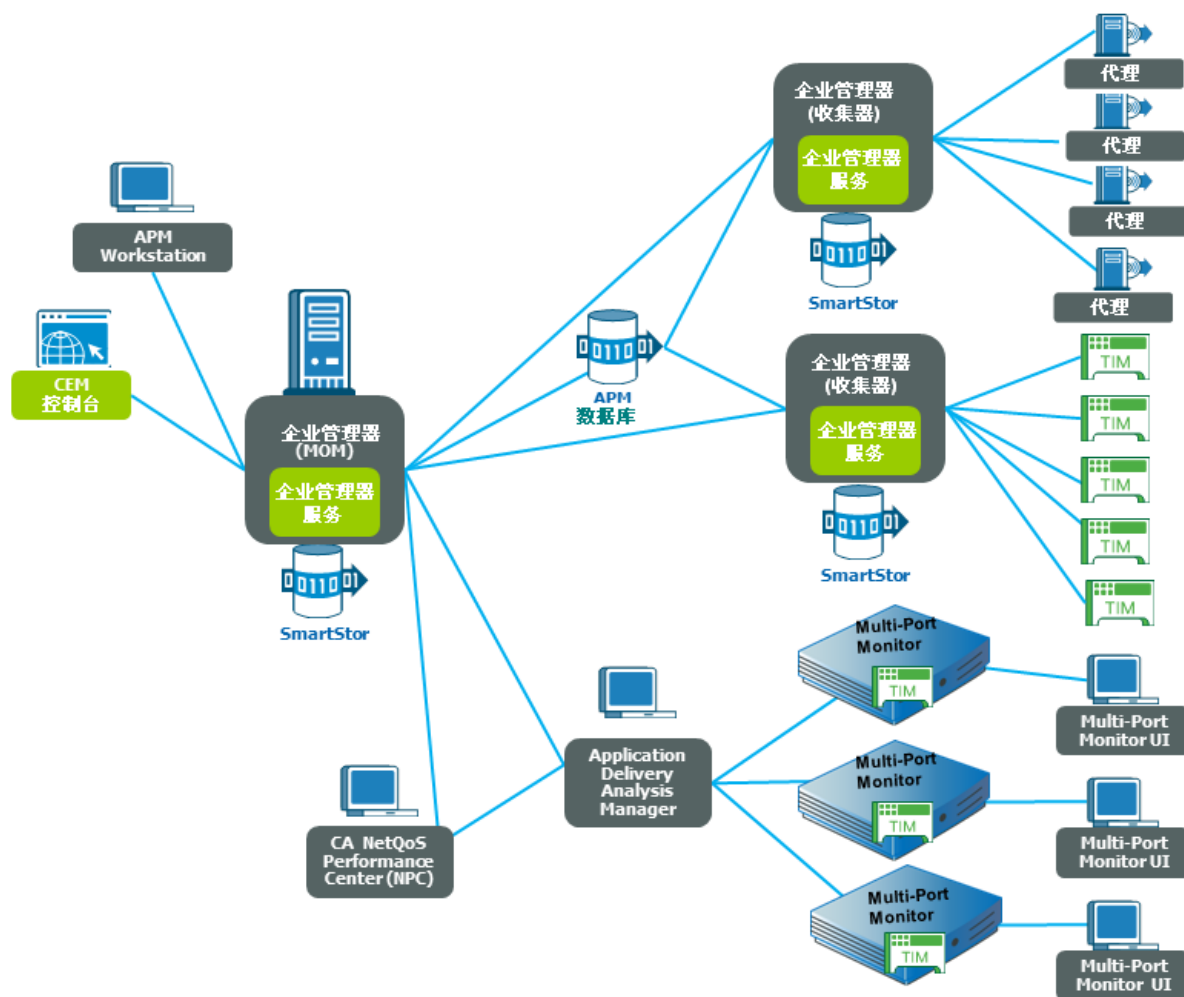 企业管理器
(收集器)
企业管理器
服务
SmartStor
代理
代理
代理
代理
APM
Workstation
CEM
控制台
企业管理器
(MOM)
企业管理器
服务
SmartStor
0110
01
APM
数据库
企业管理器
(收集器)
企业管理器
服务
SmartStor
TIM
TIM
TIM
TIM
TIM
Application
Delivery
Analysis
Manager
CA NetQoS
Performance
Center (NPC)
Multi-Port
Monitor
TIM
Multi-Port
Monitor UI
Multi-Port
Monitor
TIM
Multi-Port
Monitor UI
Multi-Port
Monitor
TIM
Multi-Port
Monitor UI